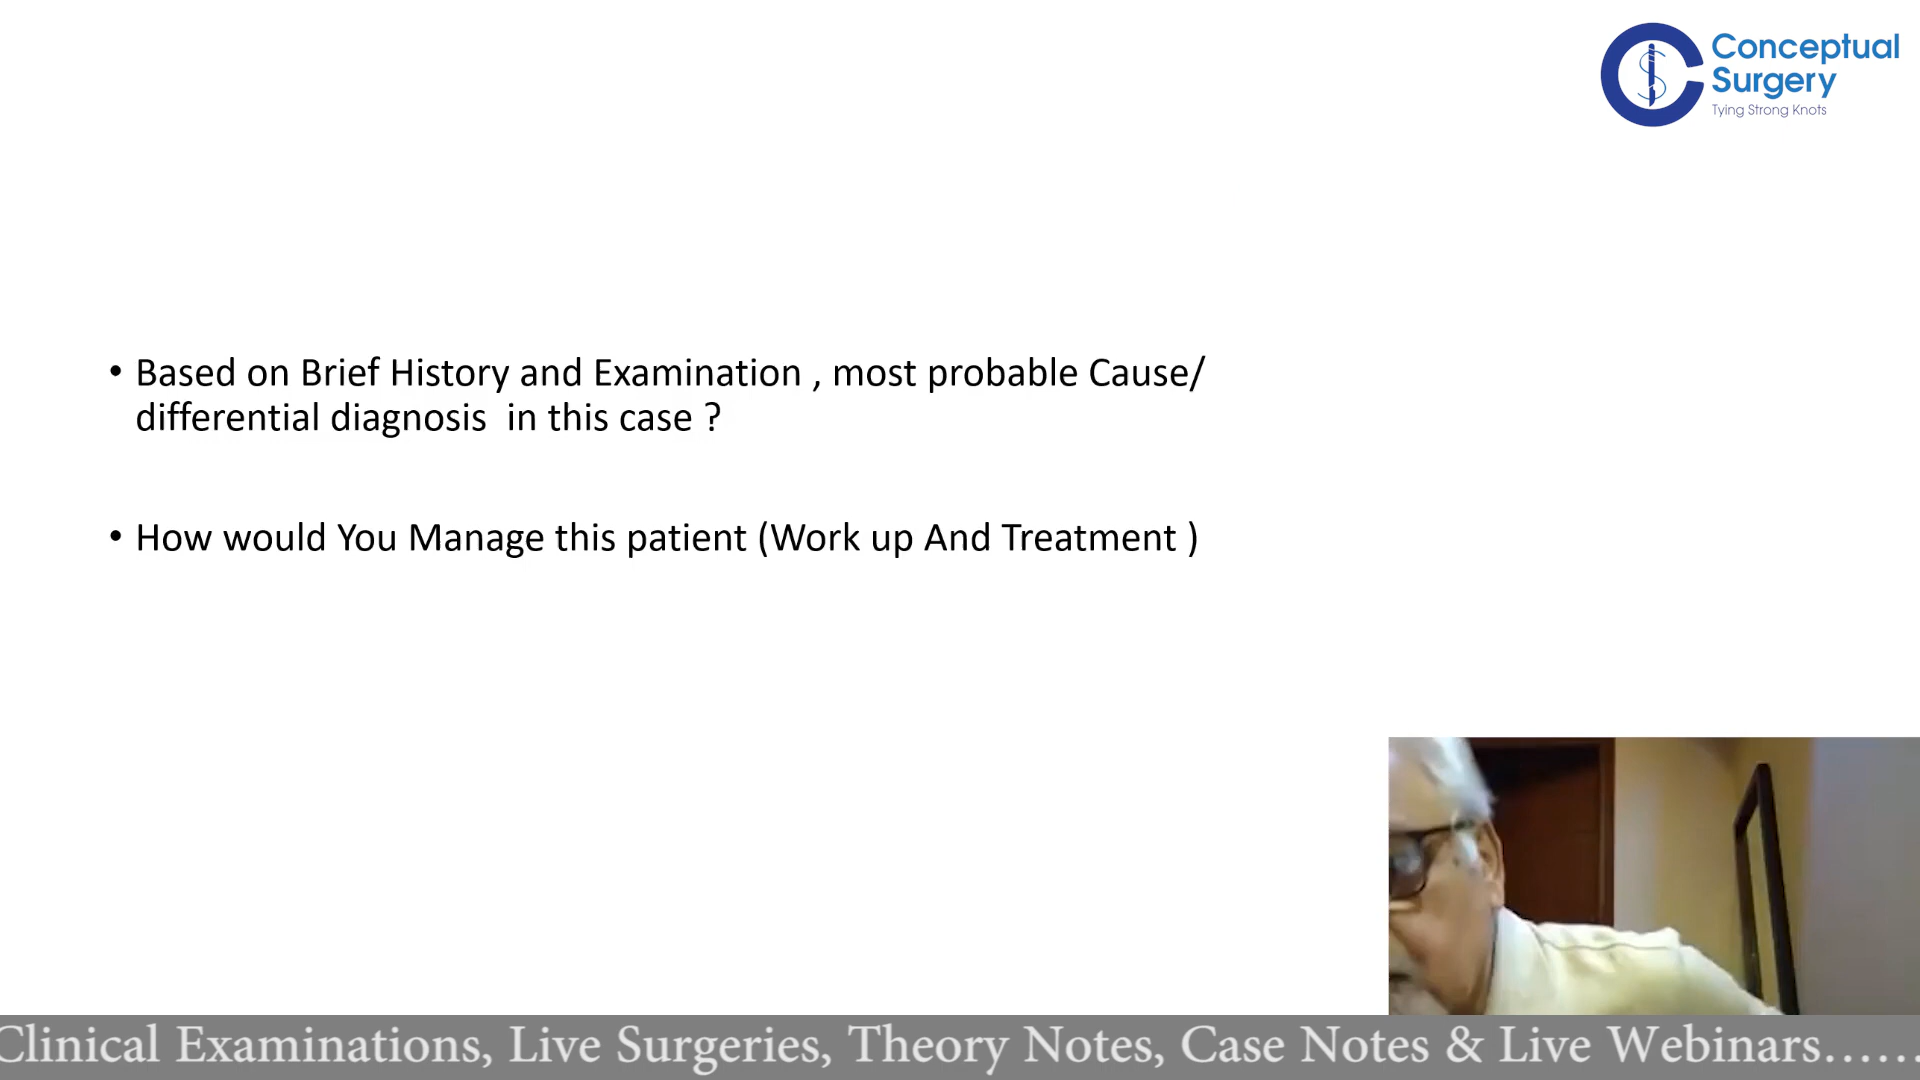 Conceptual
Surgery
Tying Strong Knots
• Based on Brief History and Examination , most probable Cause/
differential diagnosis in this case ?
• How would You Manage this patient (Work up And Treatment )
Clinical Examinations, Live Surgeries, Theory Notes, Case Notes & Live Webinars......